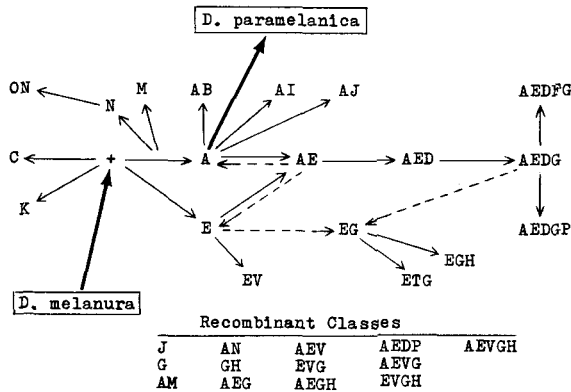 D. paramelanica
ON N M AB AI AJ AEDFG
C + A AE AED AEDG
K E EG AEDGP
EV ETG EGH
D. melanura
Recombinant Classes
J AN AEV AEDP AEVGH
G GH EVG AEVG
AM AEG AEGH EVGH